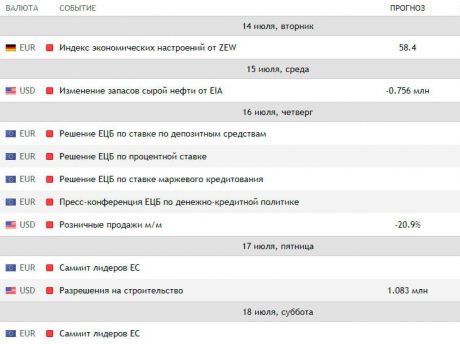 ВАЛЮТА СОБЫТИЕ ПРОГНОЗ
14 июля, вторник
EUR Индекс экономических настроений от ZEW 58.4
15 июля, среда
USD Изменение запасов сырой нефти от EIA -0.756 млн
16 июля, четверг
EUR Решение ЕЦБ по ставке по депозитным средствам
EUR Решение ЕЦБ по процентной ставке
EUR Решение ЕЦБ по ставке маржевого кредитования
EUR Пресс-конференция ЕЦБ по денежно-кредитной политике
USD Розничные продажи м/м -20.9%
17 июля, пятница
EUR Саммит лидеров ЕС
USD Разрешения на строительство 1.083 млн
18 июля, суббота
EUR Саммит лидеров ЕС